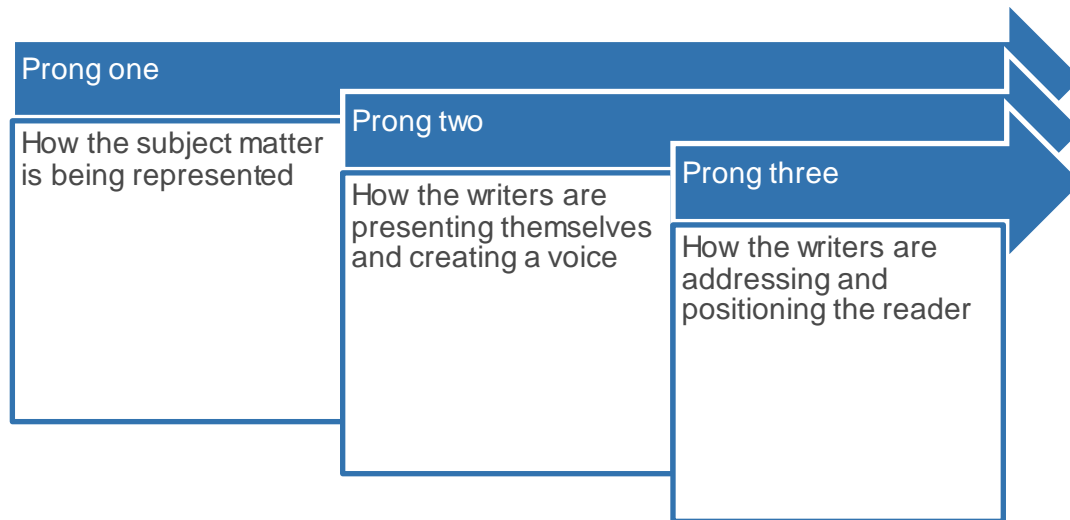 Prong one
How the subject matter
is being represented
Prong two
How the writers are
presenting themselves
and creating a voice
Prong three
How the writers are
addressing and
positioning the reader